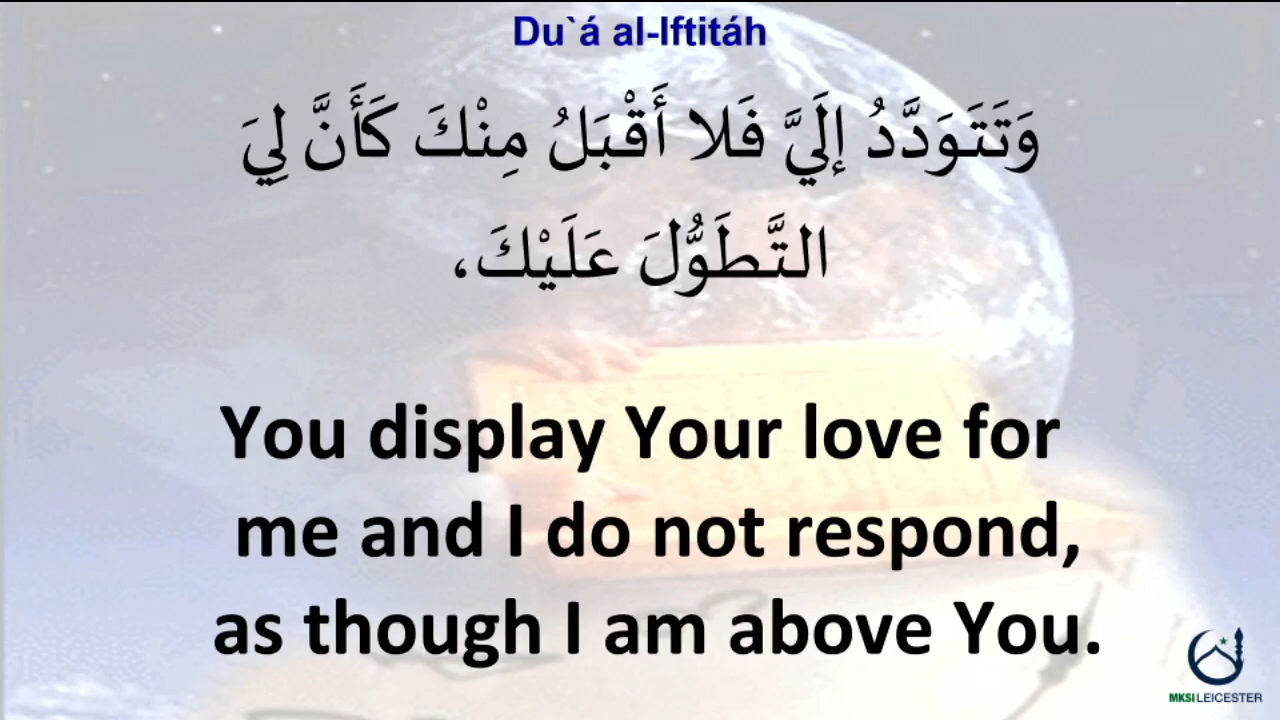 Du`á al-Iftitáh
وَتَتَوَدَّدُ إلَيَّ فَلا أَقْبَلُ مِنْكَ كَأَنَّ لِيَ
التَّطَوُّلَ عَلَيْكَ،
You display Your love for
me and I do not respond,
as though I am above You.
MKSI LEICESTER